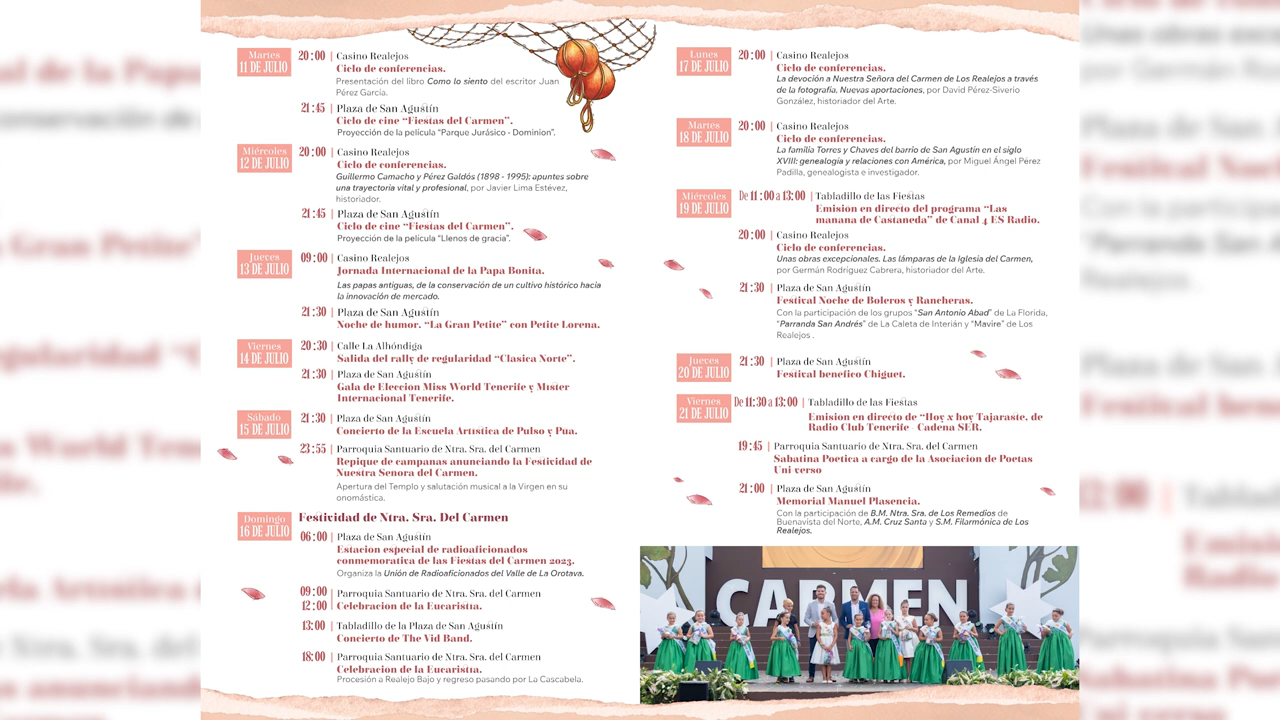 Martes
11 DE JULIO
20:00 | Casino Realejos
Ciclo de conferencias.
Presentación del libro Como lo siento del escritor Juan
Pérez García.
21:45 | Plaza de San Agustín
Ciclo de cine “Fiestas del Carmen”.
Proyección de la película “Parque Jurásico - Dominion”.
Miércoles
12 DE JULIO
20:00 | Casino Realejos
Ciclo de conferencias.
Guillermo Camacho y Pérez Galdós (1898 - 1995): apuntes sobre
una trayectoria vital y profesional, por Javier Lima Estévez,
historiador.
21:45 | Plaza de San Agustín
Ciclo de cine “Fiestas del Carmen”.
Proyección de la película “Llenos de gracia”.
Jueves
13 DE JULIO
09:00 | Casino Realejos
Jornada Internacional de la Papa Bonita.
Las papas antiguas, de la conservación de un cultivo histórico hacia
la innovación de mercado.
21:30 | Plaza de San Agustín
Noche de humor. “La Gran Petite” con Petite Lorena.
Viernes
14 DE JULIO
20:30 | Calle La Alhóndiga
Salida del rally de regularidad “Clasica Norte”.
21:30 | Plaza de San Agustín
Gala de Eleccion Miss World Tenerife y Mister
Internacional Tenerife.
Sábado
15 DE JULIO
21:30 | Plaza de San Agustín
Concierto de la Escuela Artistica de Pulso y Pua.
23:55 | Parroquia Santuario de Ntra. Sra. del Carmen
Repique de campanas anunciando la Festividad de
Nuestra Senora del Carmen.
Apertura del Templo y salutación musical a la Virgen en su
onomástica.
Domingo
16 DE JULIO
Festividad de Ntra. Sra. Del Carmen
06:00 | Plaza de San Agustín
Estacion especial de radioaficionados
conmemorativa de las Fiestas del Carmen 2023.
Organiza la Unión de Radioaficionados del Valle de La Orotava.
09:00 | Parroquia Santuario de Ntra. Sra. del Carmen
12:00 | Celebracion de la Eucaristia.
13:00 | Tabladillo de la Plaza de San Agustín
Concierto de The Vid Band.
18:00 | Parroquia Santuario de Ntra. Sra. del Carmen
Celebracion de la Eucaristia.
Procesión a Realejo Bajo y regreso pasando por La Cascabela.
Lunes
17 DE JULIO
20:00 | Casino Realejos
Ciclo de conferencias.
La devoción a Nuestra Señora del Carmen de Los Realejos a través
de la fotografía. Nuevas aportaciones, por David Pérez-Siverio
González, historiador del Arte.
Martes
18 DE JULIO
20:00 | Casino Realejos
Ciclo de conferencias.
La familia Torres y Chaves del barrio de San Agustín en el siglo
XVIII: genealogía y relaciones con América, por Miguel Ángel Pérez
Padilla, genealogista e investigador.
Miércoles
19 DE JULIO
De 11:00 a 13:00 | Tabladillo de las Fiestas
Emision en directo del programa “Las
manana de Castaneda” de Canal 4 ES Radio.
20:00 | Casino Realejos
Ciclo de conferencias.
Unas obras excepcionales. Las lámparas de la Iglesia del Carmen,
por Germán Rodríguez Cabrera, historiador del Arte.
21:30 | Plaza de San Agustín
Festival Noche de Boleros y Rancheras.
Con la participación de los grupos “San Antonio Abad” de La Florida,
“Parranda San Andrés” de La Caleta de Interián y “Mavire” de Los
Realejos .
Jueves
20 DE JULIO
21:30 | Plaza de San Agustín
Festival benefico Chiguet.
Viernes
21 DE JULIO
De 11:30 a 13:00 | Tabladillo de las Fiestas
Emision en directo de “Hoy x hoy Tajaraste. de
Radio Club Tenerife - Cadena SER.
19:45 | Parroquia Santuario de Ntra. Sra. del Carmen
Sabatina Poetica a cargo de la Asociacion de Poetas
Uni verso
21:00 | Plaza de San Agustín
Memorial Manuel Plasencia.
Con la participación de B.M. Ntra. Sra. de Los Remedios de
Buenavista del Norte, A.M. Cruz Santa y S.M. Filarmónica de Los
Realejos.
CARMEN